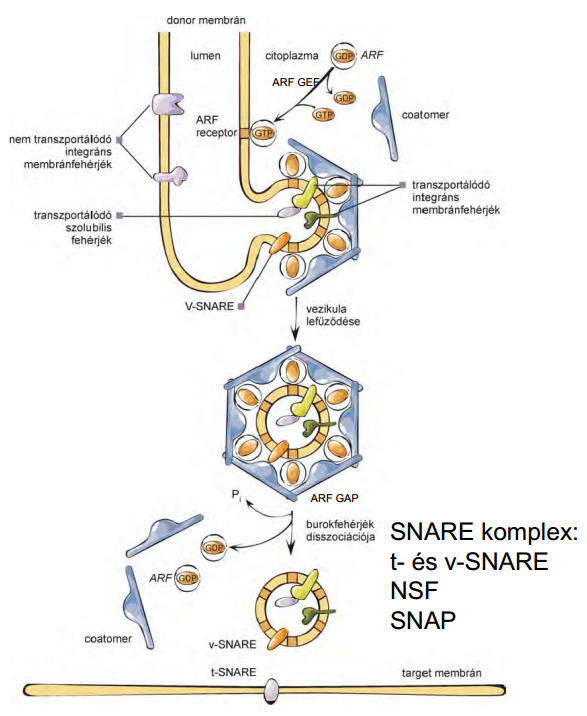 donor membrán
lumen
citoplazma
GDP
ARF
ARF GEF
GDP
GTP
ARF
receptor
GTP
coatomer
nem transzportálódó
integráns
membránfehérjék
transzportálódó
integráns
membránfehérjék
transzportálódó
szolubilis
fehérjék
V-SNARE
vezikula
lefűződése
ARF GAP
Pi
burokfehérjék
disszociációja
GDP
ARF
GDP
coatomer
v-SNARE
SNARE komplex:
t- és v-SNARE
NSF
SNAP
t-SNARE
target membrán